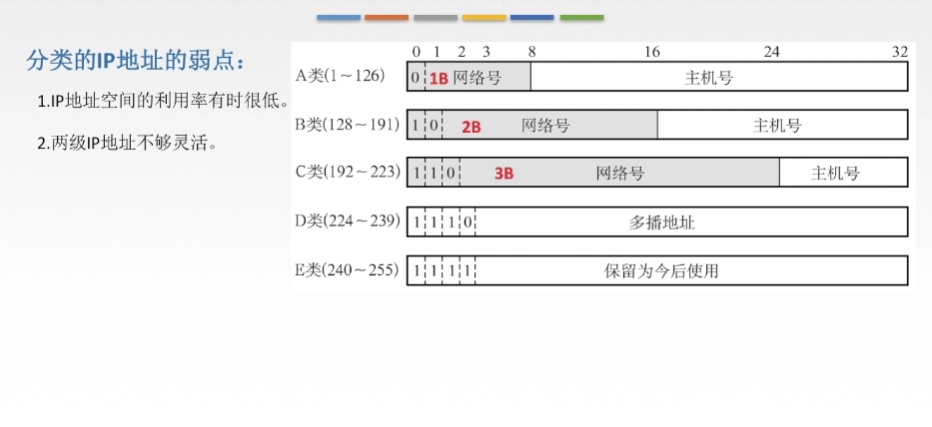 分类的IP地址的弱点：
1.IP地址空间的利用率有时很低。
2.两级IP地址不够灵活。
0 1 2 3 8 16 24 32
A类(1～126) 0 1B 网络号 主机号
B类(128～191) 1 0 2B 网络号 主机号
C类(192～223) 1 1 0 3B 网络号 主机号
D类(224～239) 1 1 1 0 多播地址
E类(240～255) 1 1 1 1 保留为今后使用